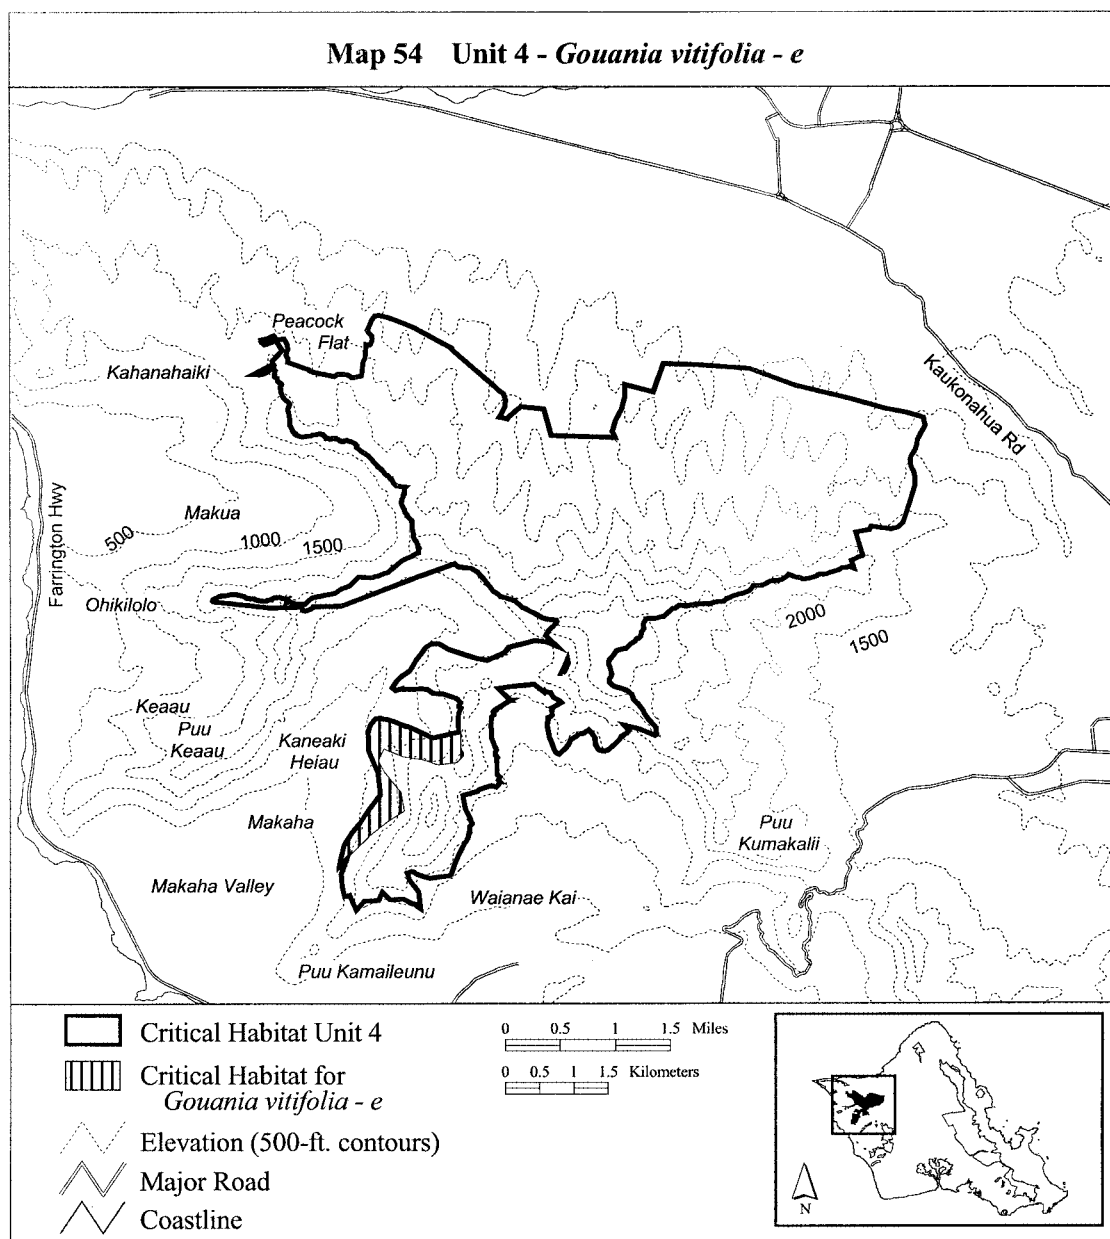 Map 54 Unit 4 - Gouania vitifolia - e
Peacock
Flat
Kahanahaiki
Kaukonahua Rd
Farrington Hwy
Makua
500
1000
1500
Ohikilolo
2000
1500
Keaau
Puu
Keaau
Kaneaki
Heiau
Makaha
Puu
Kumakalii
Makaha Valley
Waianae Kai
Puu Kamaileunu
Critical Habitat Unit 4
Critical Habitat for
Gouania vitifolia - e
Elevation (500-ft. contours)
Major Road
Coastline
0 0.5 1 1.5 Miles
0 0.5 1 1.5 Kilometers
N